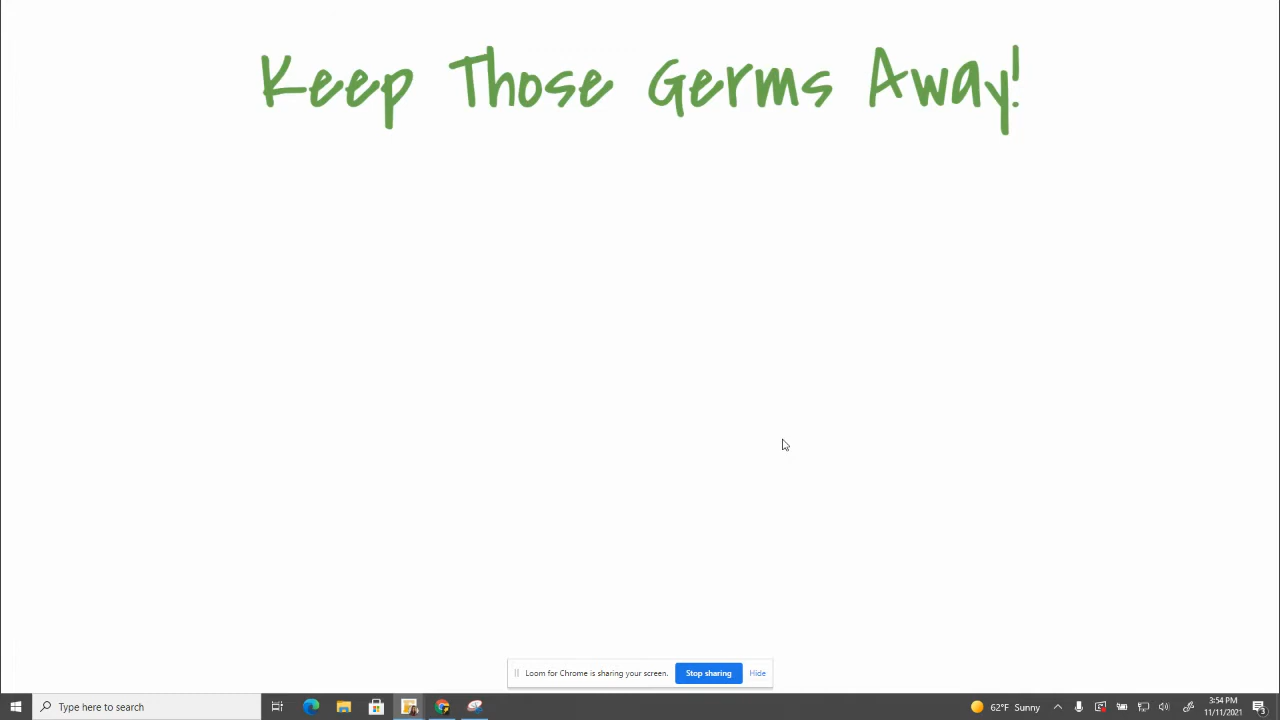 Keep Those Germs Away!
Loom for Chrome is sharing your screen. Stop sharing Hide
Type here to search
62°F Sunny
3:54 PM
11/11/2021
3